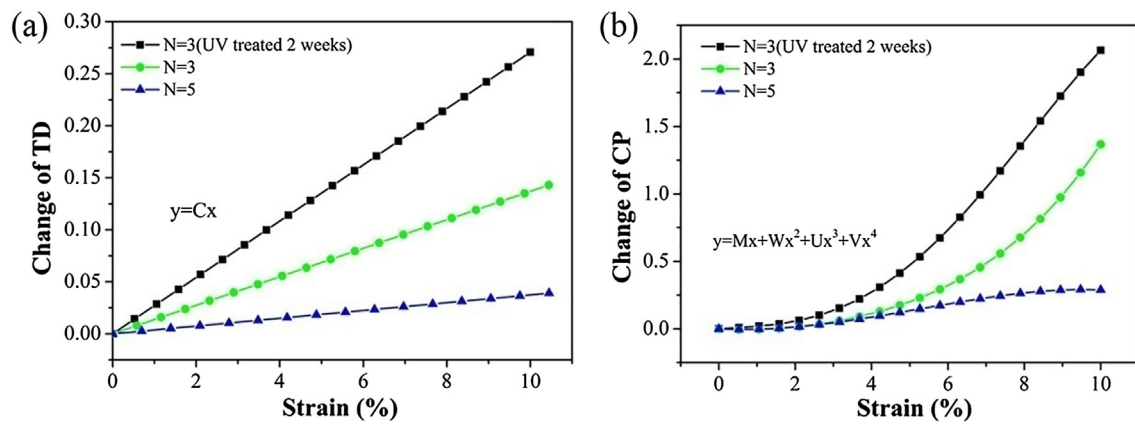 (a)
Change of TD
0.30
0.25
0.20
0.15
0.10
0.05
0.00
N=3(UV treated 2 weeks)
N=3
N=5
y=Cx
0 2 4 6 8 10
Strain (%)
(b)
Change of CP
2.0
1.5
1.0
0.5
0.0
N=3(UV treated 2 weeks)
N=3
N=5
y=Mx+Wx²+Ux³+Vx⁴
0 2 4 6 8 10
Strain (%)